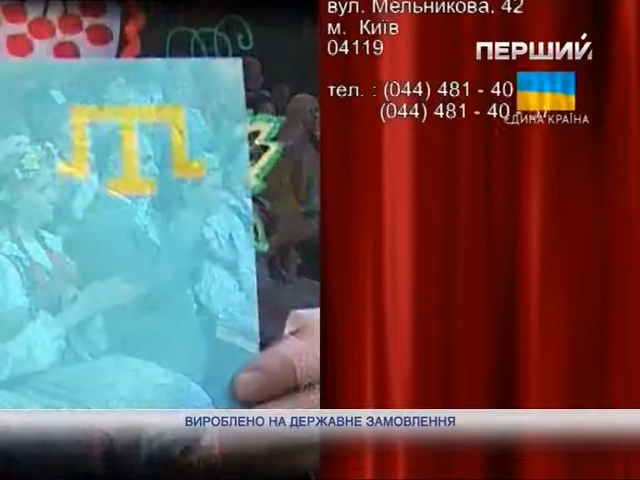 вул. Мельникова, 42
м. Київ
04119
ПЕРШИЙ
тел. : (044) 481 - 40
(044) 481 - 40 -
ЄДИНА КРАЇНА
ВИРОБЛЕНО НА ДЕРЖАВНЕ ЗАМОВЛЕННЯ